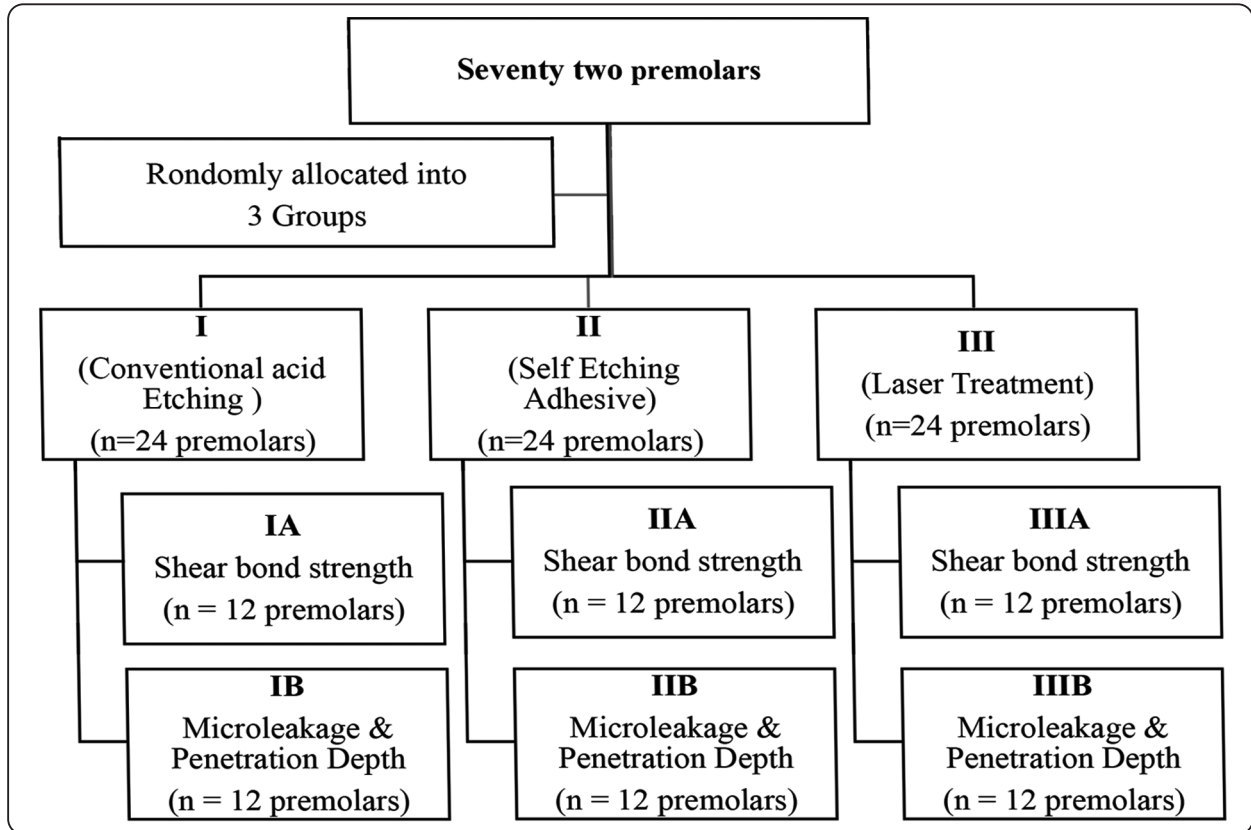 Seventy two premolars
Rondomly allocated into
3 Groups
I
(Conventional acid
Etching )
(n=24 premolars)
II
(Self Etching
Adhesive)
(n=24 premolars)
III
(Laser Treatment)
(n=24 premolars)
IA
Shear bond strength
(n = 12 premolars)
IIA
Shear bond strength
(n = 12 premolars)
IIIA
Shear bond strength
(n = 12 premolars)
IB
Microleakage &
Penetration Depth
(n = 12 premolars)
IIB
Microleakage &
Penetration Depth
(n = 12 premolars)
IIIB
Microleakage &
Penetration Depth
(n = 12 premolars)